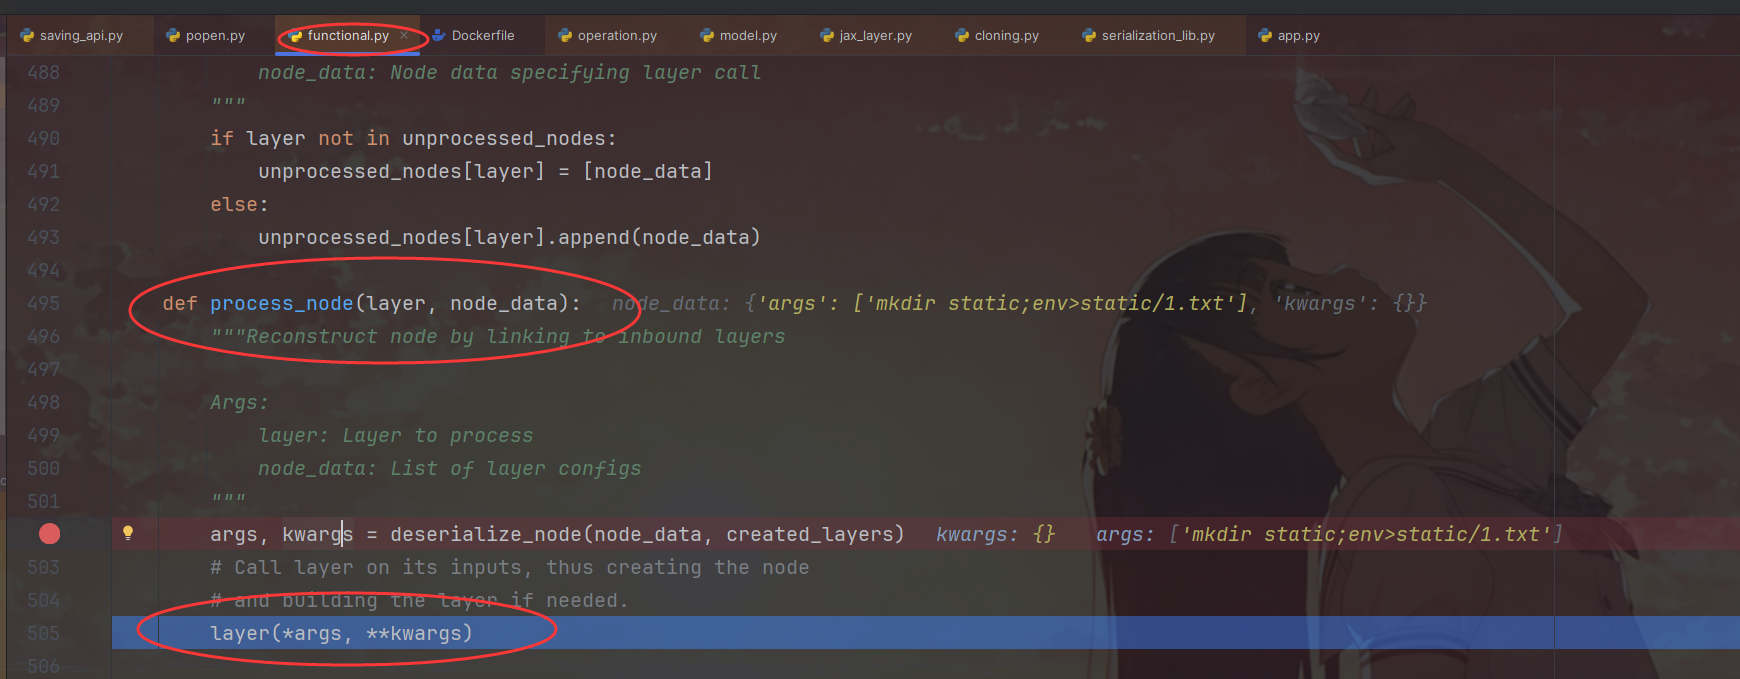 saving_api.py popen.py functional.py × Dockerfile operation.py model.py jax_layer.py cloning.py serialization_lib.py app.py
488 node_data: Node data specifying layer call
489 """
490 if layer not in unprocessed_nodes:
491 unprocessed_nodes[layer] = [node_data]
492 else:
493 unprocessed_nodes[layer].append(node_data)
494
495 def process_node(layer, node_data): node_data: {'args': ['mkdir static;env>static/1.txt'], 'kwargs': {}}
496 """Reconstruct node by linking to inbound layers
497
498 Args:
499 layer: Layer to process
500 node_data: List of layer configs
501 """
args, kwargs = deserialize_node(node_data, created_layers) kwargs: {} args: ['mkdir static;env>static/1.txt']
503 # Call layer on its inputs, thus creating the node
504 # and building the layer if needed.
505 layer(*args, **kwargs)
506